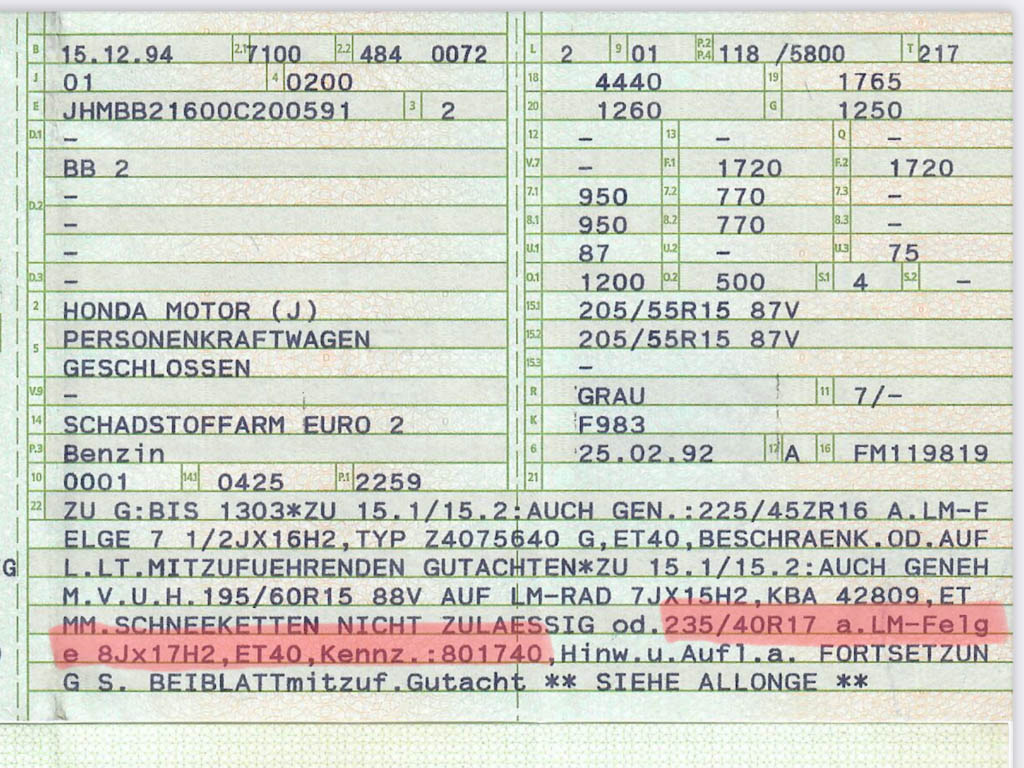 B 15.12.94 2.1 7100 2.2 484 0072 L 2 9 01 P.2 P.4 118 /5800 T 217
J 01 4 0200 18 4440 19 1765
E JHMBB21600C200591 3 2 20 1260 G 1250
D.1 – 12 – 13 – Q –
BB 2 V.7 – F.1 1720 F.2 1720
– 7.1 950 7.2 770 7.3 –
D.2 – 8.1 950 8.2 770 8.3 –
– U.1 87 U.2 – U.3 75
D.3 – O.1 1200 O.2 500 S.1 4 S.2 –
2 HONDA MOTOR (J) 15.1 205/55R15 87V
5 PERSONENKRAFTWAGEN 15.2 205/55R15 87V
GESCHLOSSEN 15.3 –
V.9 – R GRAU 11 7/–
14 SCHADSTOFFARM EURO 2 K F983
P.3 Benzin 6 25.02.92 17 A 16 FM119819
10 0001 14.1 0425 P.1 2259 21
22 ZU G:BIS 1303*ZU 15.1/15.2:AUCH GEN.:225/45ZR16 A.LM-F
ELGE 7 1/2JX16H2,TYP Z4075640 G,ET40,BESCHRAENK.OD.AUF
L.LT.MITZUFUEHRENDEN GUTACHTEN*ZU 15.1/15.2:AUCH GENEH
M.V.U.H.195/60R15 88V AUF LM-RAD 7JX15H2,KBA 42809,ET
MM.SCHNEEKETTEN NICHT ZULAESSIG od.235/40R17 a.LM-Felg
e 8Jx17H2,ET40,Kennz.:801740,Hinw.u.Aufl.a. FORTSETZUN
G S. BEIBLATTmitzuf.Gutacht ** SIEHE ALLONGE **